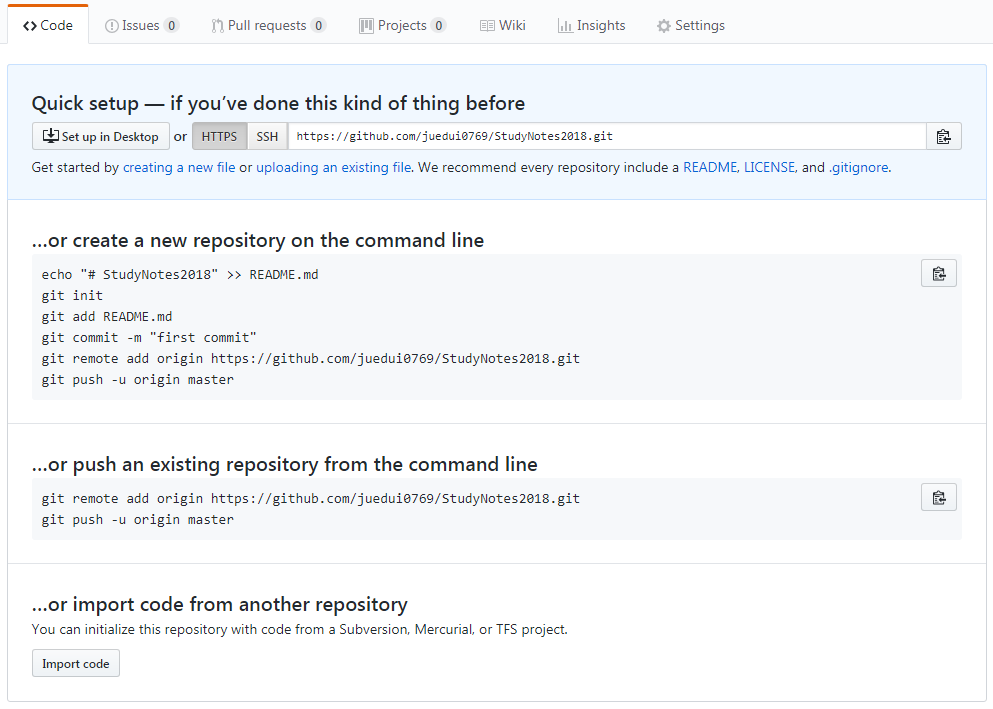 Code Issues 0 Pull requests 0 Projects 0 Wiki Insights Settings
Quick setup — if you’ve done this kind of thing before
Set up in Desktop or HTTPS SSH https://github.com/juedui0769/StudyNotes2018.git
Get started by creating a new file or uploading an existing file. We recommend every repository include a README, LICENSE, and .gitignore.
…or create a new repository on the command line
echo "# StudyNotes2018" >> README.md
git init
git add README.md
git commit -m "first commit"
git remote add origin https://github.com/juedui0769/StudyNotes2018.git
git push -u origin master
…or push an existing repository from the command line
git remote add origin https://github.com/juedui0769/StudyNotes2018.git
git push -u origin master
…or import code from another repository
You can initialize this repository with code from a Subversion, Mercurial, or TFS project.
Import code